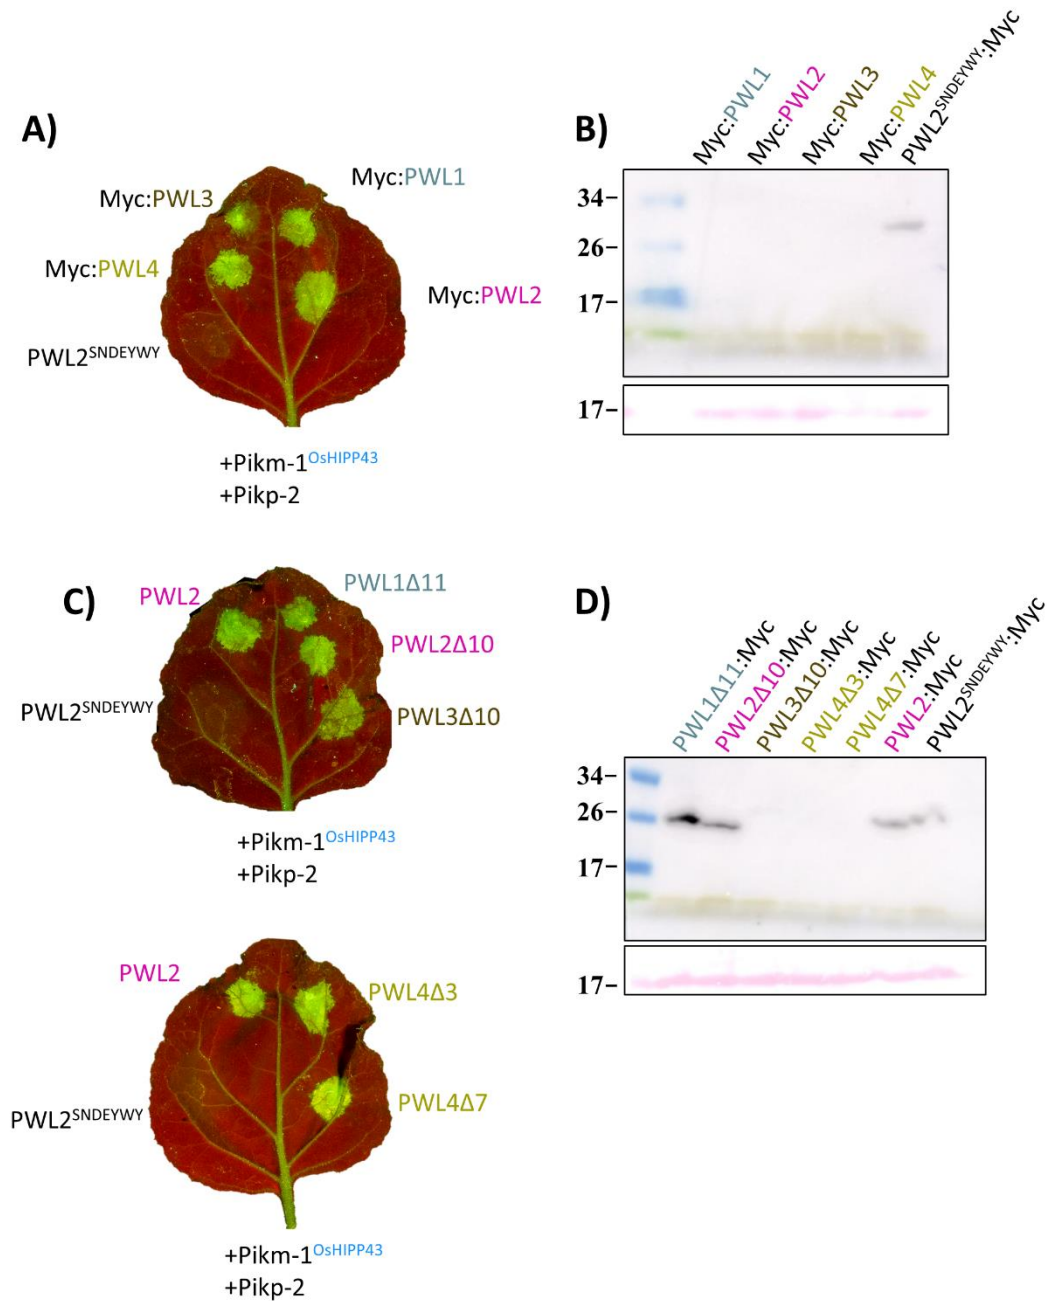 A)
Myc:PWL3
Myc:PWL1
Myc:PWL4
Myc:PWL2
PWL2SNDEYWY
+Pikm-1OsHIPP43
+Pikp-2
B)
Myc:PWL1
Myc:PWL2
Myc:PWL3
Myc:PWL4
PWL2SNDEYWY:Myc
34
26
17
17
C)
PWL2
PWL1Δ11
PWL2Δ10
PWL2SNDEYWY
PWL3Δ10
+Pikm-1OsHIPP43
+Pikp-2
PWL2
PWL4Δ3
PWL4Δ7
PWL2SNDEYWY
+Pikm-1OsHIPP43
+Pikp-2
D)
PWL1Δ11:Myc
PWL2Δ10:Myc
PWL3Δ10:Myc
PWL4Δ3:Myc
PWL4Δ7:Myc
PWL2:Myc
PWL2SNDEYWY:Myc
34
26
17
17